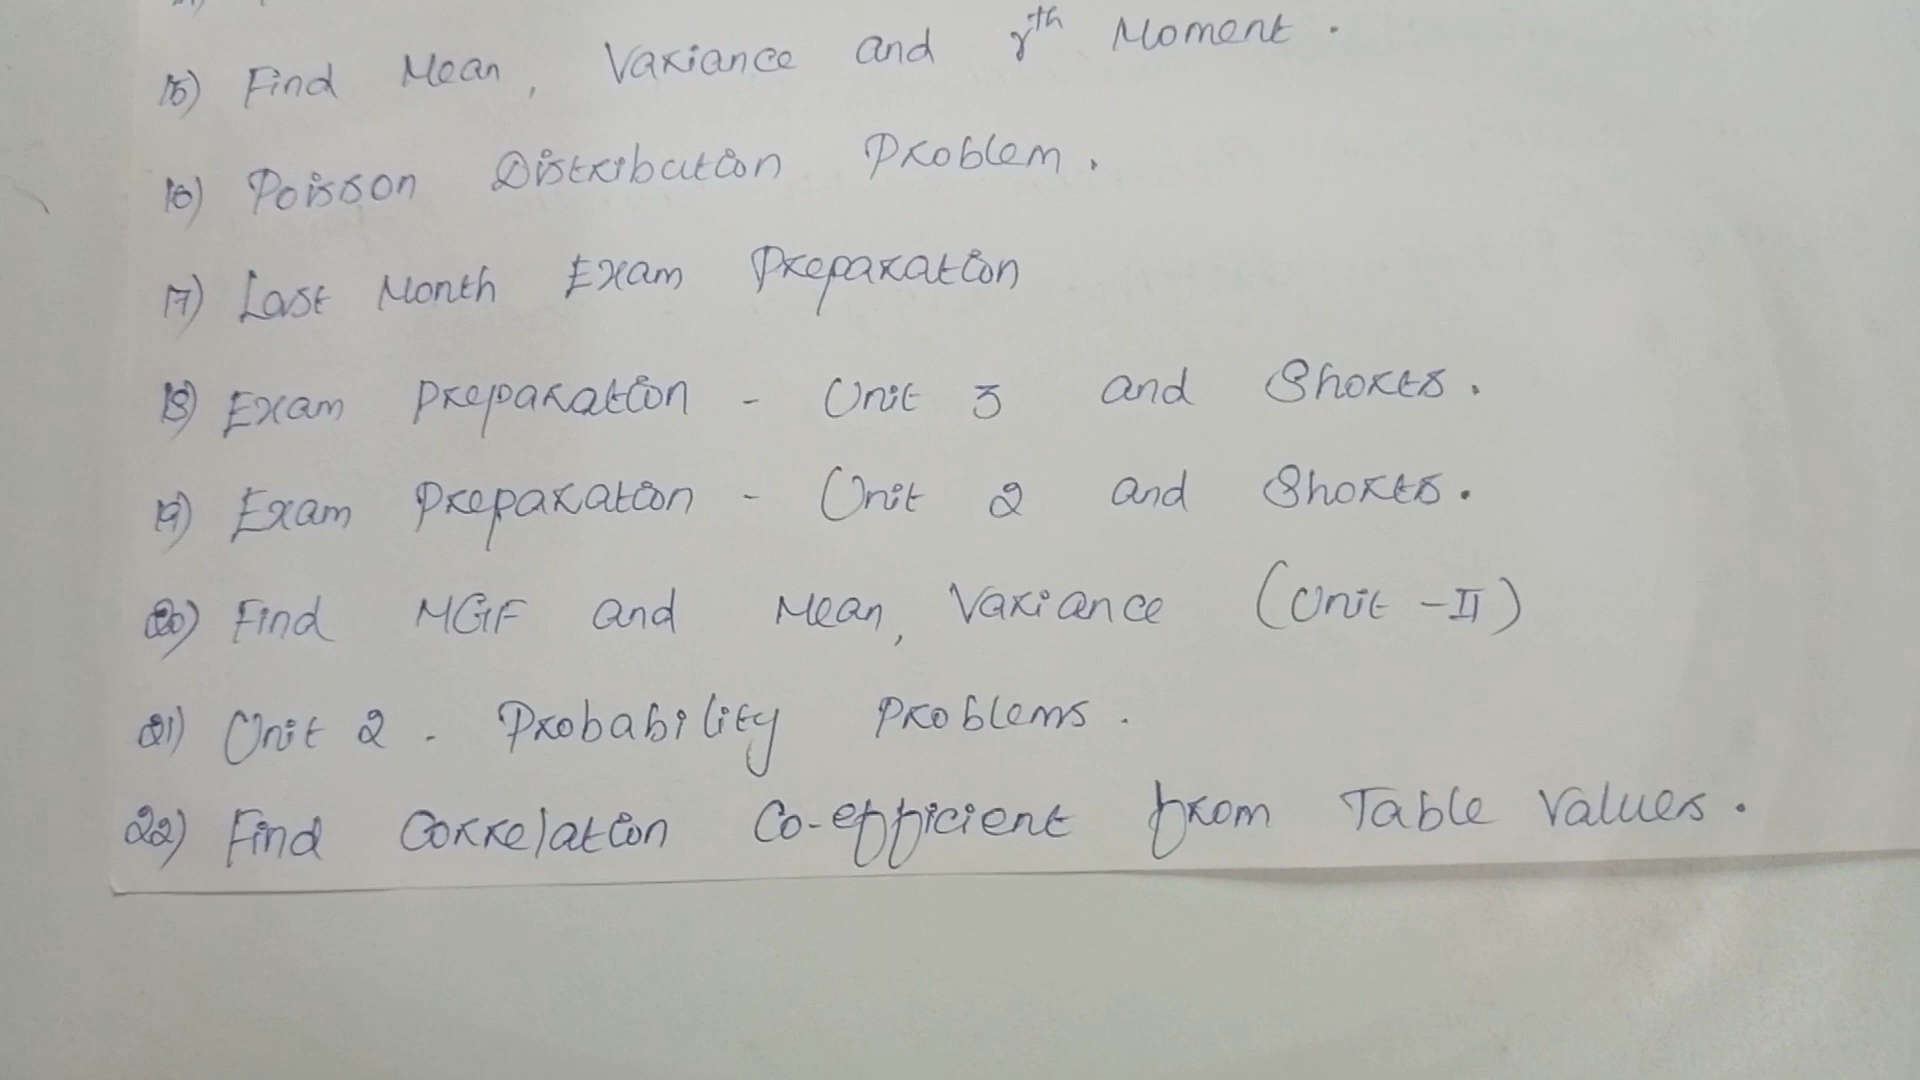 15) Find Mean, Variance and rth Moment.
16) Poisson Distribution Problem.
17) Last Month Exam Preparation
18) Exam Preparation - Unit 3 and Shorts.
19) Exam Preparation - Unit 2 and Shorts.
20) Find MGF and Mean, Variance (Unit -II)
21) Unit 2 - Probability Problems.
22) Find Correlation Co-efficient from Table Values.